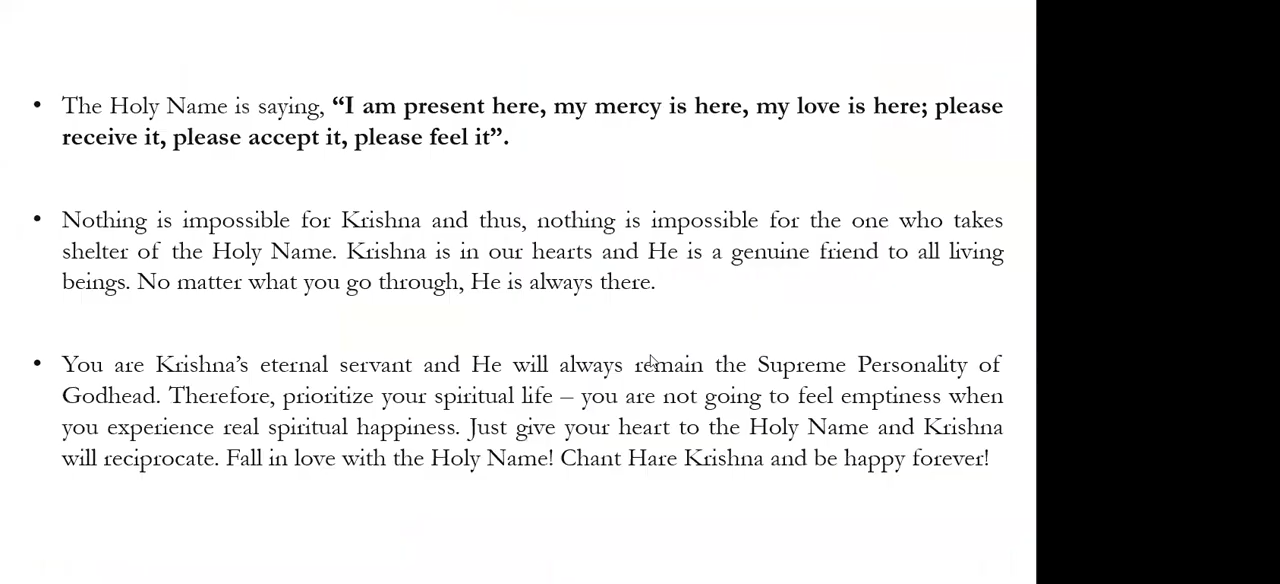 • The Holy Name is saying, “I am present here, my mercy is here, my love is here; please
receive it, please accept it, please feel it”.
• Nothing is impossible for Krishna and thus, nothing is impossible for the one who takes
shelter of the Holy Name. Krishna is in our hearts and He is a genuine friend to all living
beings. No matter what you go through, He is always there.
• You are Krishna’s eternal servant and He will always remain the Supreme Personality of
Godhead. Therefore, prioritize your spiritual life – you are not going to feel emptiness when
you experience real spiritual happiness. Just give your heart to the Holy Name and Krishna
will reciprocate. Fall in love with the Holy Name! Chant Hare Krishna and be happy forever!